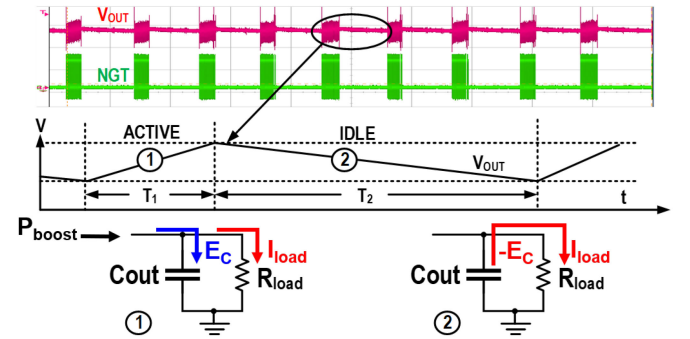 VOUT
NGT
V
ACTIVE
IDLE
1
2
VOUT
T1
T2
t
Pboost
EC
Iload
Cout
Rload
1
-EC
Iload
Cout
Rload
2